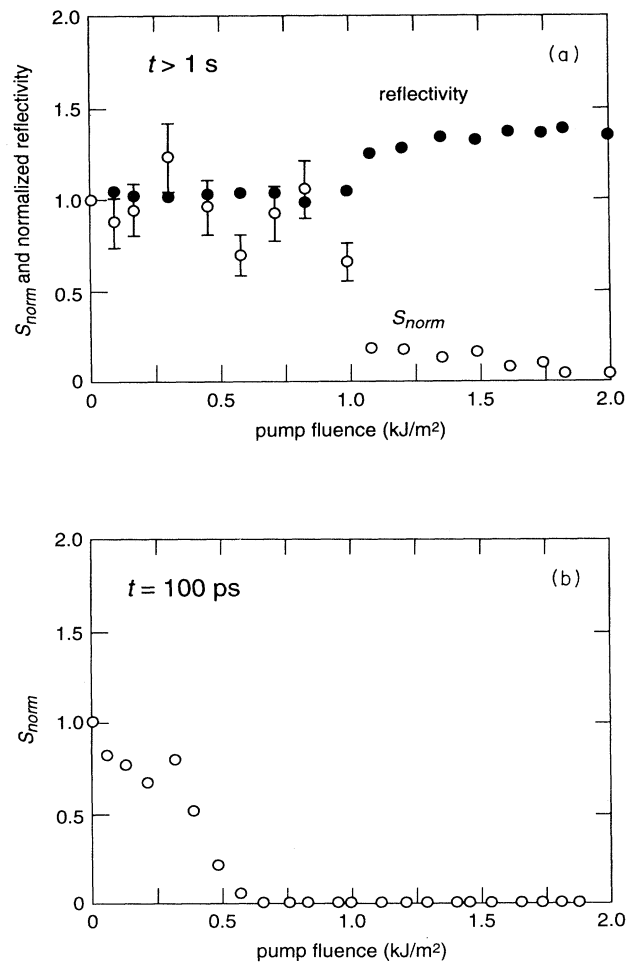 2.0
t > 1 s
(a)
reflectivity
1.5
1.0
0.5
S_norm
0
0 0.5 1.0 1.5 2.0
pump fluence (kJ/m²)
S_norm and normalized reflectivity
2.0
t = 100 ps
(b)
1.5
1.0
0.5
0
0 0.5 1.0 1.5 2.0
pump fluence (kJ/m²)
S_norm